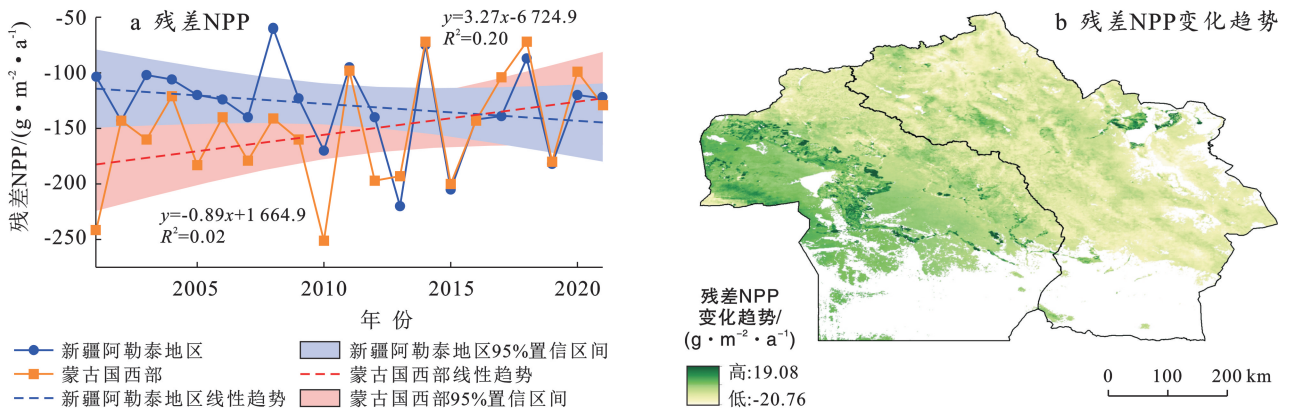 a 残差NPP
y=3.27x-6 724.9
R²=0.20
-50
-100
-150
-200
-250
残差NPP/(g·m⁻²·a⁻¹)
y=-0.89x+1 664.9
R²=0.02
2005 2010 2015 2020
年 份
新疆阿勒泰地区
新疆阿勒泰地区95%置信区间
蒙古国西部
蒙古国西部线性趋势
新疆阿勒泰地区线性趋势
蒙古国西部95%置信区间
b 残差NPP变化趋势
残差NPP
变化趋势/
(g·m⁻²·a⁻¹)
高:19.08
低:-20.76
0 100 200 km